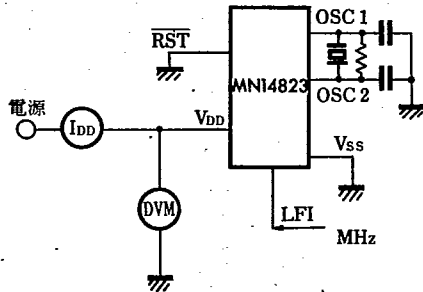 OSC 1
RST
MN14823
OSC 2
電源
IDD
VDD
VSS
DVM
LFI
MHz